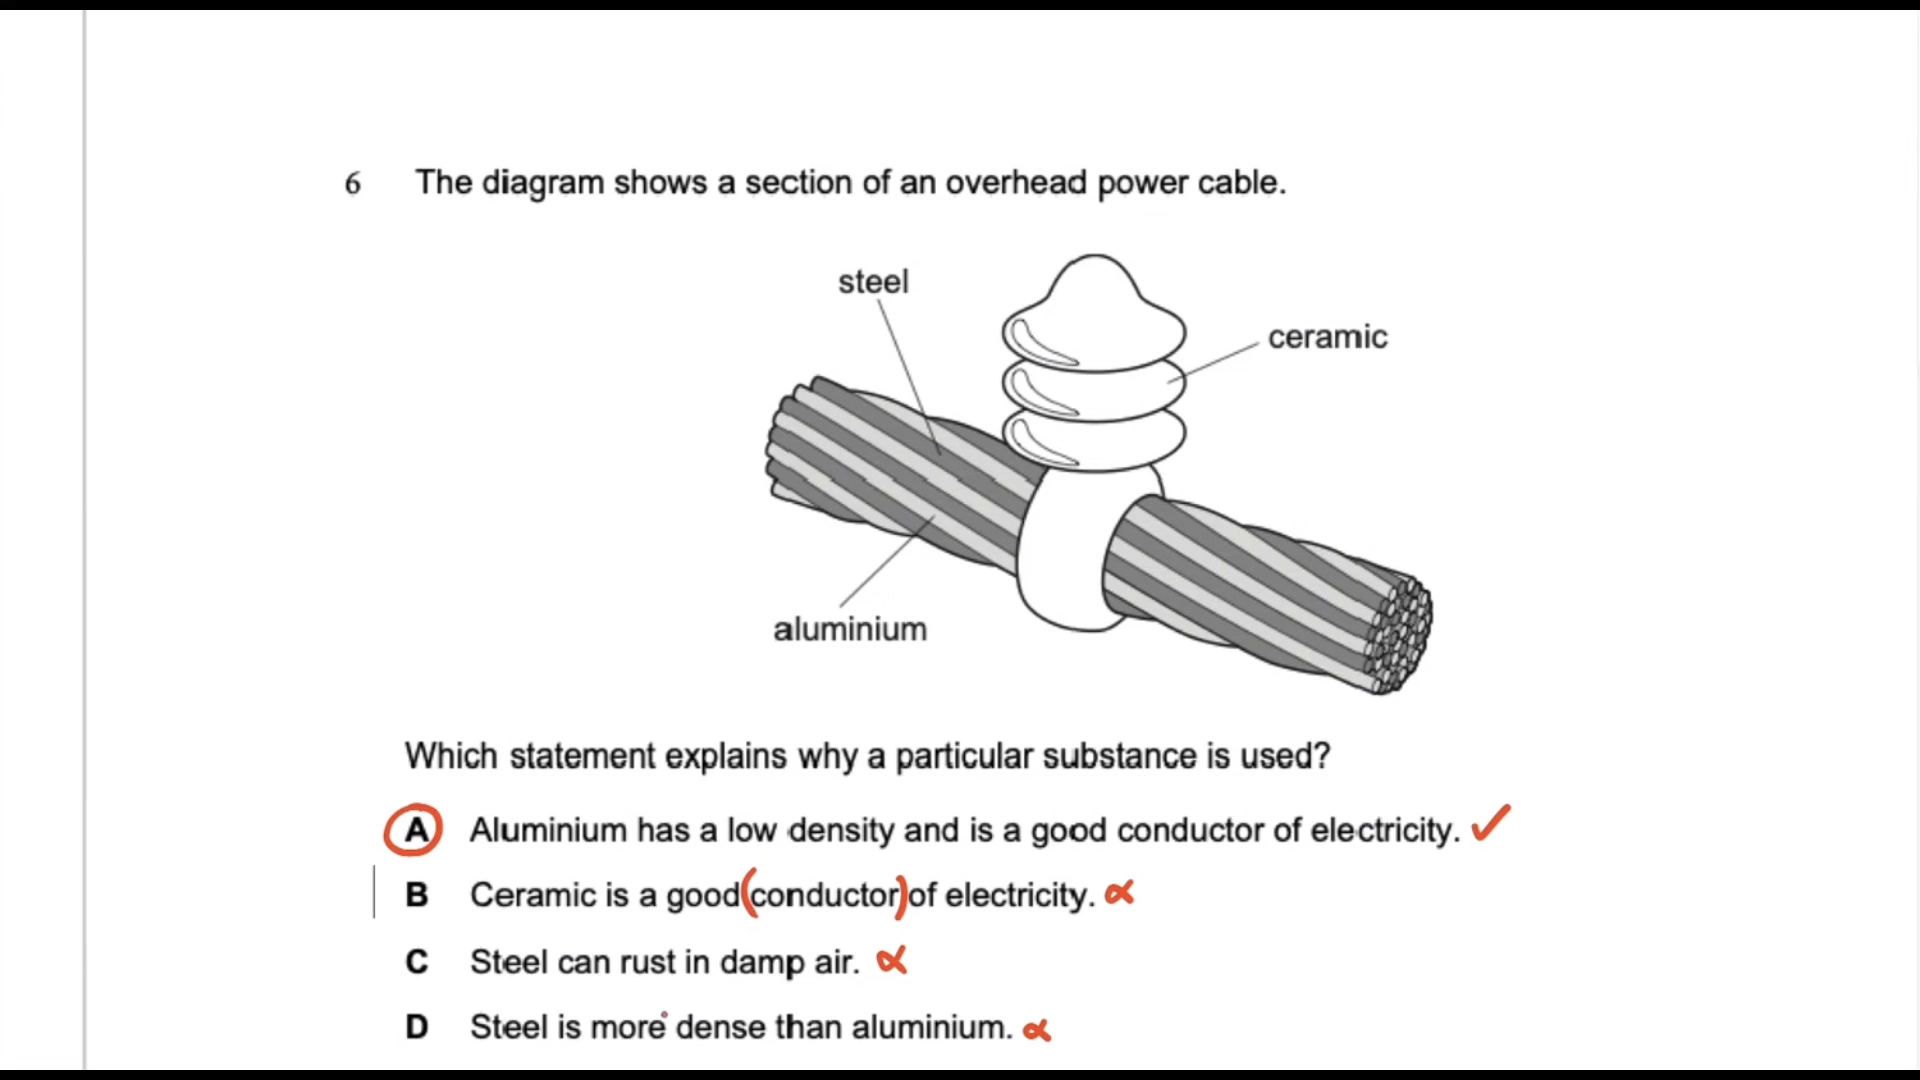 6 The diagram shows a section of an overhead power cable.
steel
ceramic
aluminium
Which statement explains why a particular substance is used?
A Aluminium has a low density and is a good conductor of electricity. ✓
B Ceramic is a good (conductor) of electricity.
C Steel can rust in damp air.
D Steel is more dense than aluminium.